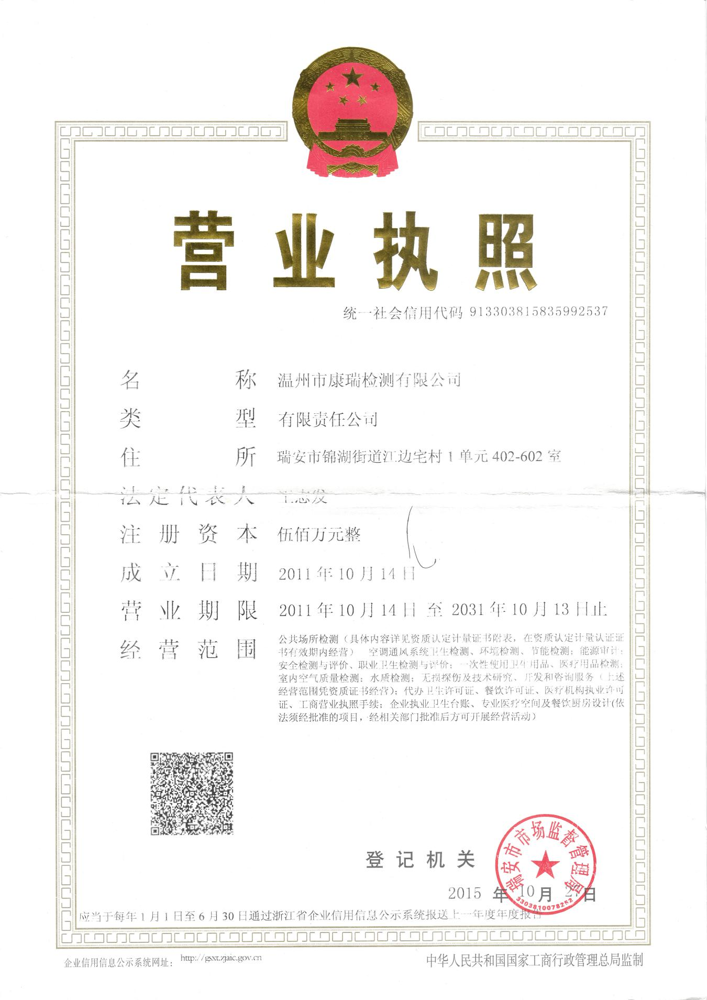 营业执照
统一社会信用代码 913303815835992537
名称 温州市康瑞检测有限公司
类型 有限责任公司
住所 瑞安市锦湖街道江边宅村1单元402-602室
法定代表人 王志发
注册资本 伍佰万元整
成立日期 2011年10月14日
营业期限 2011年10月14日至2031年10月13日止
经营范围 公共场所检测（具体内容详见资质认定计量证书附表，在资质认定计量认证证
书有效期内经营） 空调通风系统卫生检测、环境检测、节能检测；能源审计；
安全检测与评价、职业卫生检测与评价；一次性使用卫生用品、医疗用品检测；
室内空气质量检测；水质检测；无损探伤及技术研究、开发和咨询服务（上述
经营范围凭资质证书经营）；代办卫生许可证、餐饮许可证、医疗机构执业许可
证、工商营业执照手续；企业执业卫生台账、专业医疗空间及餐饮厨房设计(依
法须经批准的项目，经相关部门批准后方可开展经营活动）
登记机关
瑞安市市场监督管理局
3303810078252
2015年10月27日
应当于每年1月1日至6月30日通过浙江省企业信用信息公示系统报送上一年度年度报告
企业信用信息公示系统网址： http://gsxt.zjaic.gov.cn
中华人民共和国国家工商行政管理总局监制